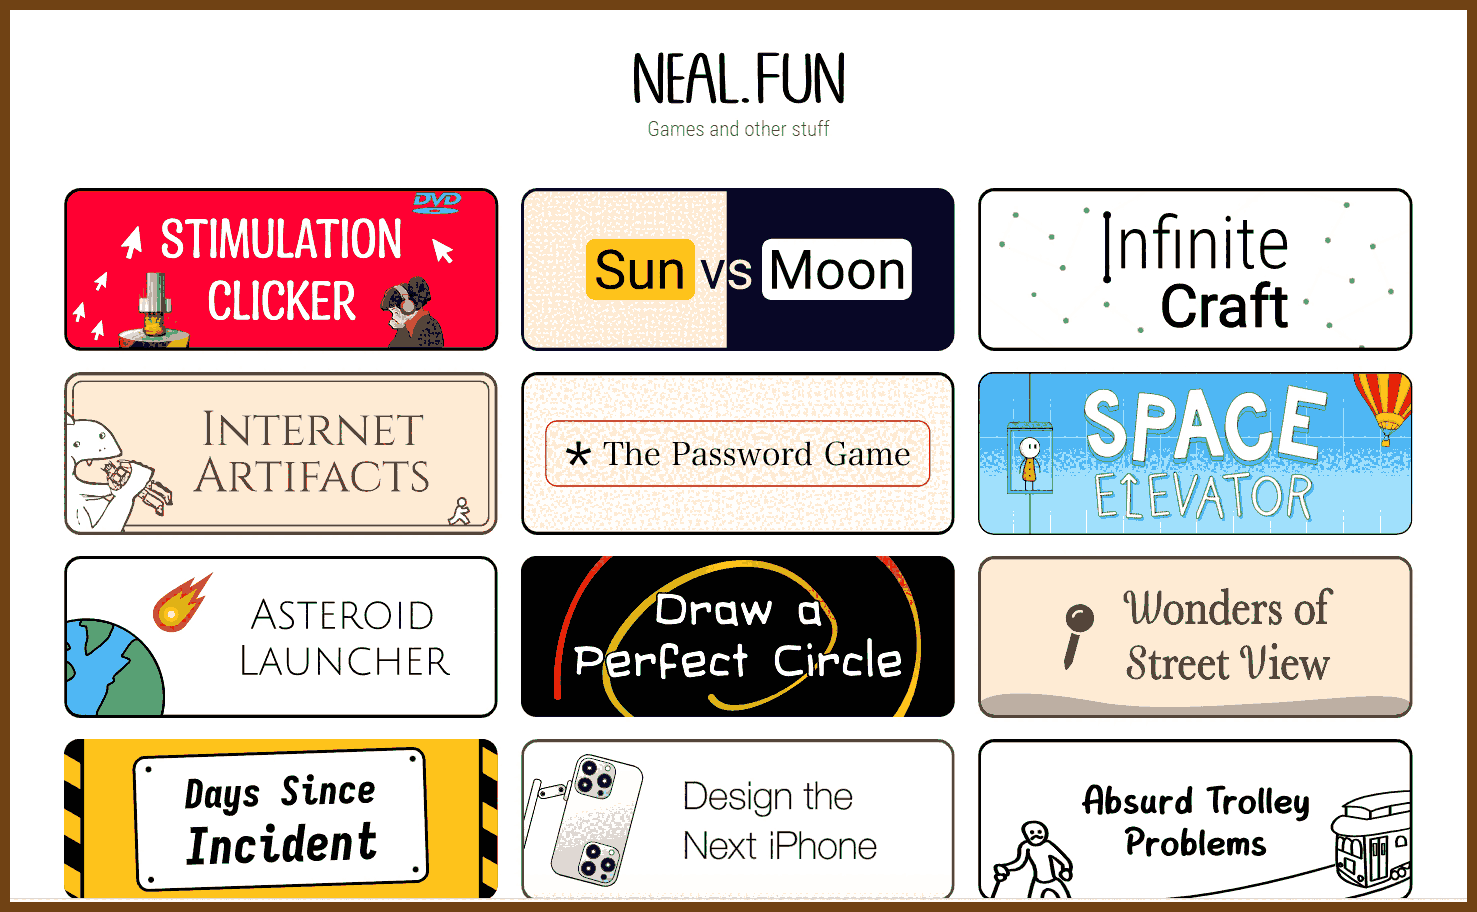 NEAL.FUN
Games and other stuff
DVD
STIMULATION
CLICKER
Sun vs Moon
Infinite
Craft
INTERNET
ARTIFACTS
* The Password Game
SPACE
ELEVATOR
ASTEROID
LAUNCHER
Draw a
Perfect Circle
Wonders of
Street View
Days Since
Incident
Design the
Next iPhone
Absurd Trolley
Problems